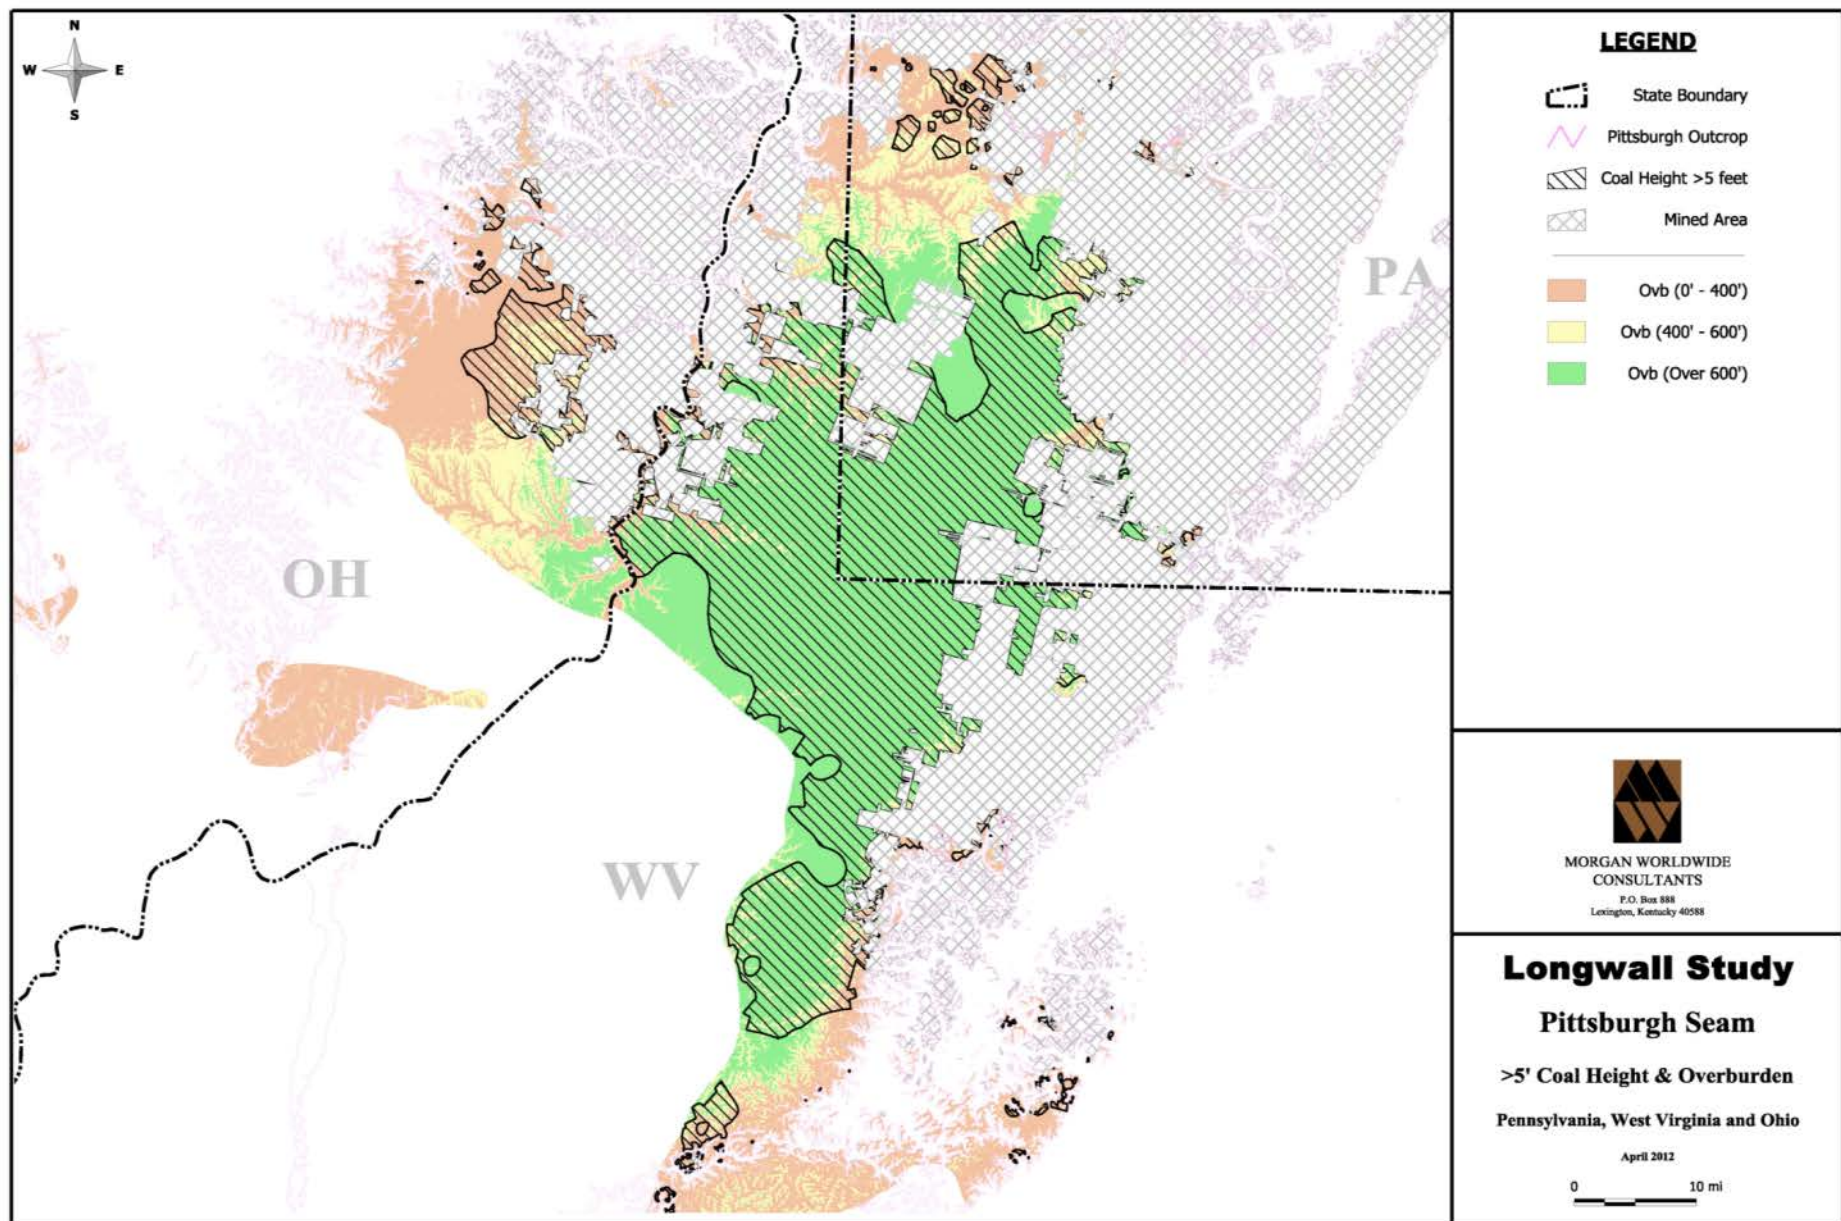 N
W E
S
PA
OH
WV
LEGEND
State Boundary
Pittsburgh Outcrop
Coal Height >5 feet
Mined Area
Ovb (0' - 400')
Ovb (400' - 600')
Ovb (Over 600')
MORGAN WORLDWIDE
CONSULTANTS
P.O. Box 888
Lexington, Kentucky 40588
Longwall Study
Pittsburgh Seam
>5' Coal Height & Overburden
Pennsylvania, West Virginia and Ohio
April 2012
0 10 mi